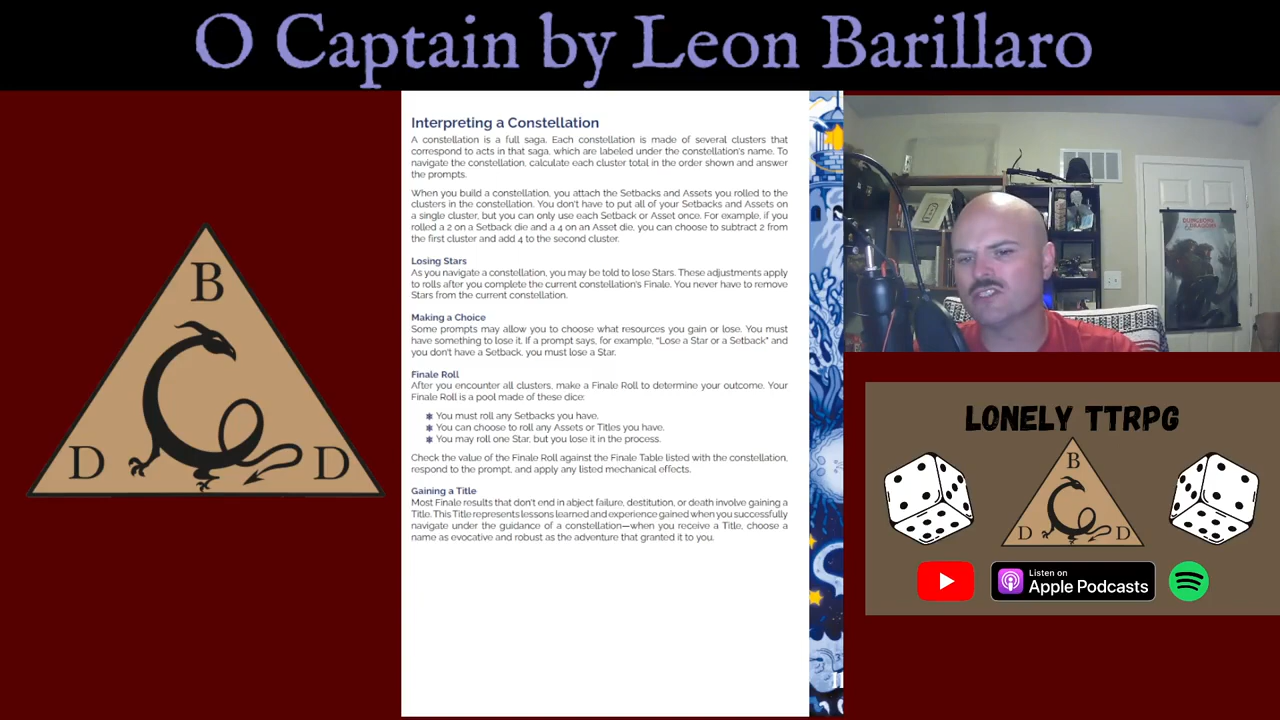 O Captain by Leon Barillaro
Interpreting a Constellation
A constellation is a full saga. Each constellation is made of several clusters that
correspond to acts in that saga, which are labeled under the constellation's name. To
navigate the constellation, calculate each cluster total in the order shown and answer
the prompts.
When you build a constellation, you attach the Setbacks and Assets you rolled to the
clusters in the constellation. You don't have to put all of your Setbacks and Assets on
a single cluster, but you can only use each Setback or Asset once. For example, if you
rolled a 2 on a Setback die and a 4 on an Asset die, you can choose to subtract 2 from
the first cluster and add 4 to the second cluster.
Losing Stars
As you navigate a constellation, you may be told to lose Stars. These adjustments apply
to rolls after you complete the current constellation's Finale. You never have to remove
Stars from the current constellation.
Making a Choice
Some prompts may allow you to choose what resources you gain or lose. You must
have something to lose it. If a prompt says, for example, "Lose a Star or a Setback" and
you don't have a Setback, you must lose a Star.
Finale Roll
After you encounter all clusters, make a Finale Roll to determine your outcome. Your
Finale Roll is a pool made of these dice:
You must roll any Setbacks you have.
You can choose to roll any Assets or Titles you have.
You may roll one Star, but you lose it in the process.
Check the value of the Finale Roll against the Finale Table listed with the constellation,
respond to the prompt, and apply any listed mechanical effects.
Gaining a Title
Most Finale results that don't end in abject failure, destitution, or death involve gaining a
Title. This Title represents lessons learned and experience gained when you successfully
navigate under the guidance of a constellation—when you receive a Title, choose a
name as evocative and robust as the adventure that granted it to you.
B
D D
LONELY TTRPG
B
D D
Listen on
Apple Podcasts